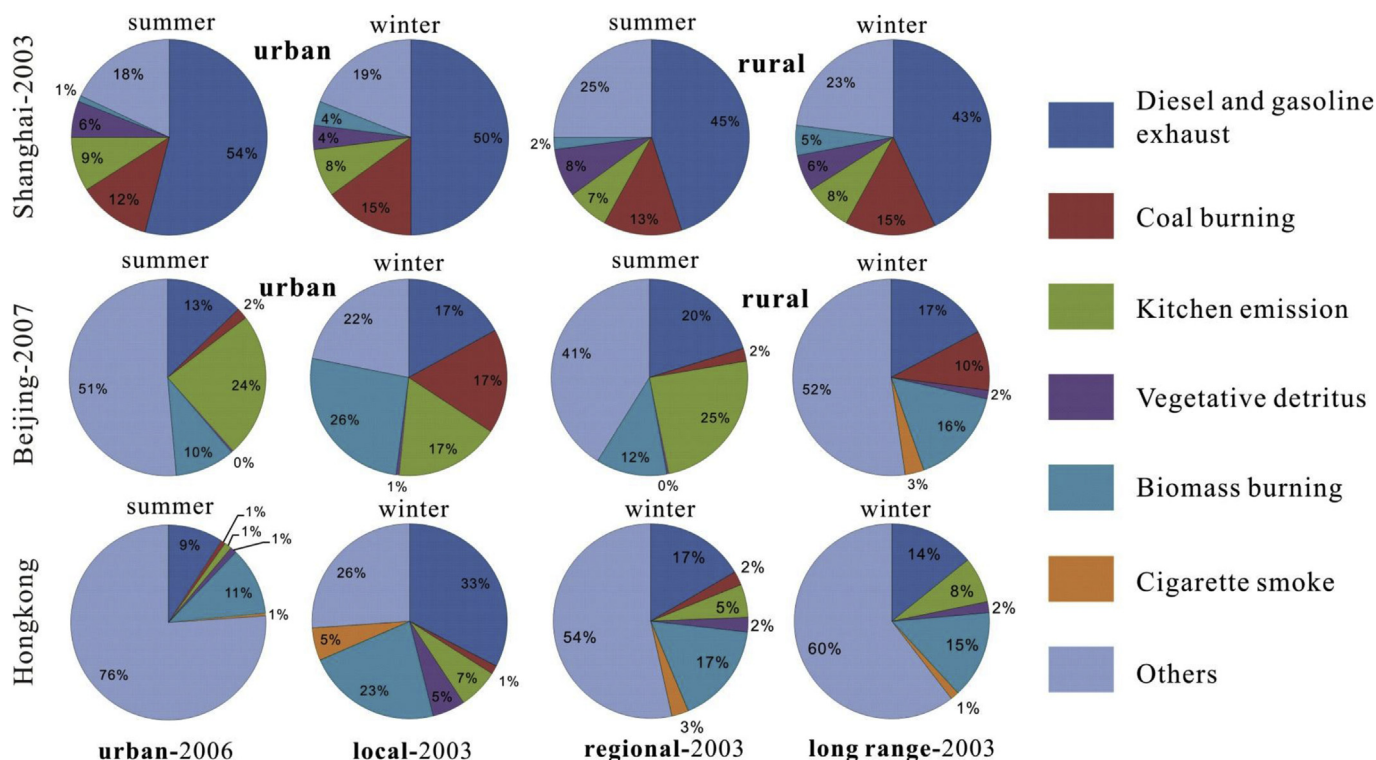 summer
winter
summer
winter
urban
rural
Shanghai-2003
54%
12%
9%
6%
1%
18%
50%
15%
8%
4%
4%
19%
45%
13%
7%
8%
2%
25%
43%
15%
8%
6%
5%
23%
summer
winter
summer
winter
urban
rural
Beijing-2007
13%
2%
24%
0%
10%
51%
17%
17%
17%
1%
26%
22%
20%
2%
25%
0%
12%
41%
17%
10%
2%
16%
3%
52%
summer
winter
winter
winter
Hongkong
9%
1%
1%
1%
11%
1%
76%
33%
1%
7%
5%
23%
5%
26%
17%
2%
5%
2%
17%
3%
54%
14%
8%
2%
15%
1%
60%
urban-2006
local-2003
regional-2003
long range-2003
Diesel and gasoline
exhaust
Coal burning
Kitchen emission
Vegetative detritus
Biomass burning
Cigarette smoke
Others